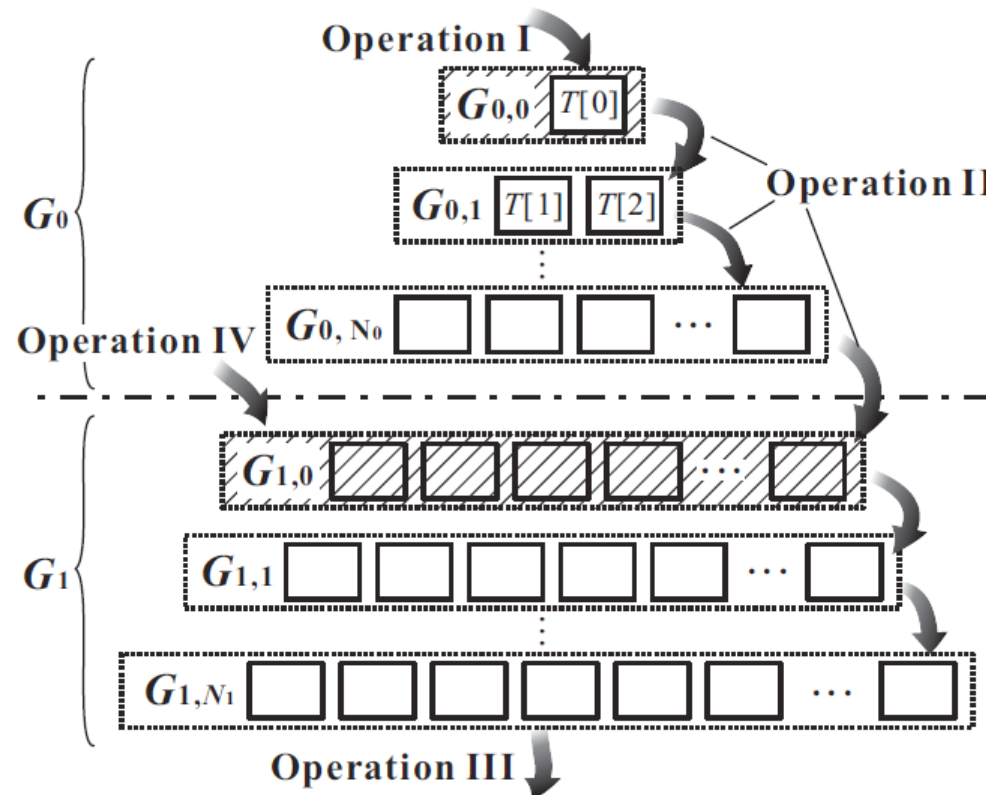 Operation I
G0,0 T[0]
G0,1 T[1] T[2]
Operation II
G0
⋮
G0, N0 ···
Operation IV
G1,0 ···
G1
G1,1 ···
⋮
G1,N1 ···
Operation III